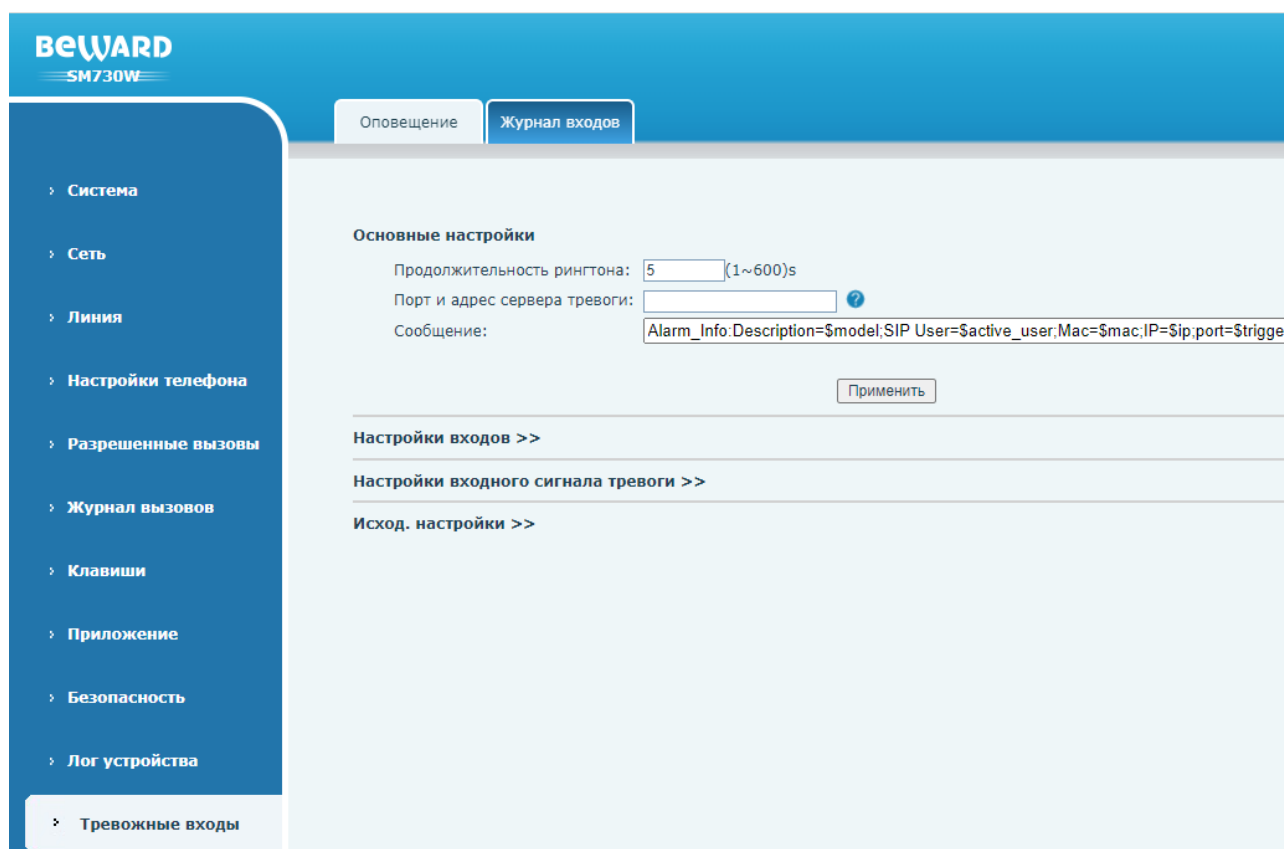 BEWARD
SM730W
Оповещение
Журнал входов
Система
Сеть
Линия
Настройки телефона
Разрешенные вызовы
Журнал вызовов
Клавиши
Приложение
Безопасность
Лог устройства
Тревожные входы
Основные настройки
Продолжительность рингтона: 5 (1~600)s
Порт и адрес сервера тревоги: ?
Сообщение: Alarm_Info:Description=$model;SIP User=$active_user;Mac=$mac;IP=$ip;port=$trigge
Применить
Настройки входов >>
Настройки входного сигнала тревоги >>
Исход. настройки >>